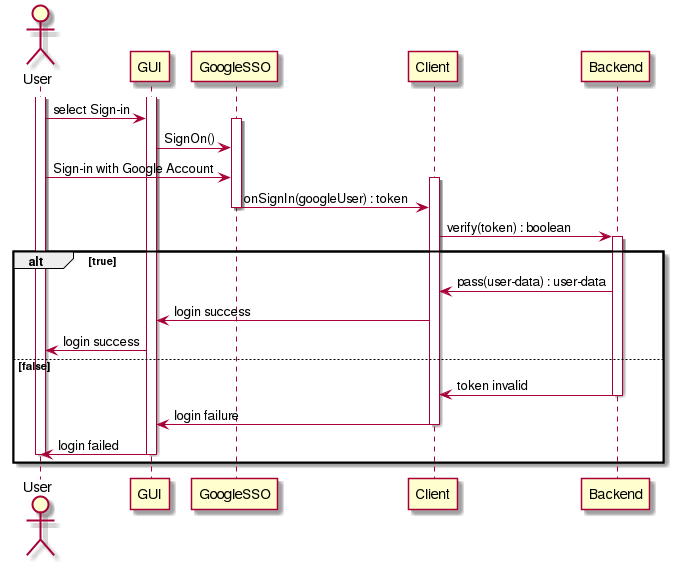 User
GUI
GoogleSSO
Client
Backend
select Sign-in
SignOn()
Sign-in with Google Account
onSignIn(googleUser) : token
verify(token) : boolean
alt
[true]
pass(user-data) : user-data
login success
login success
[false]
token invalid
login failure
login failed
User
GUI
GoogleSSO
Client
Backend